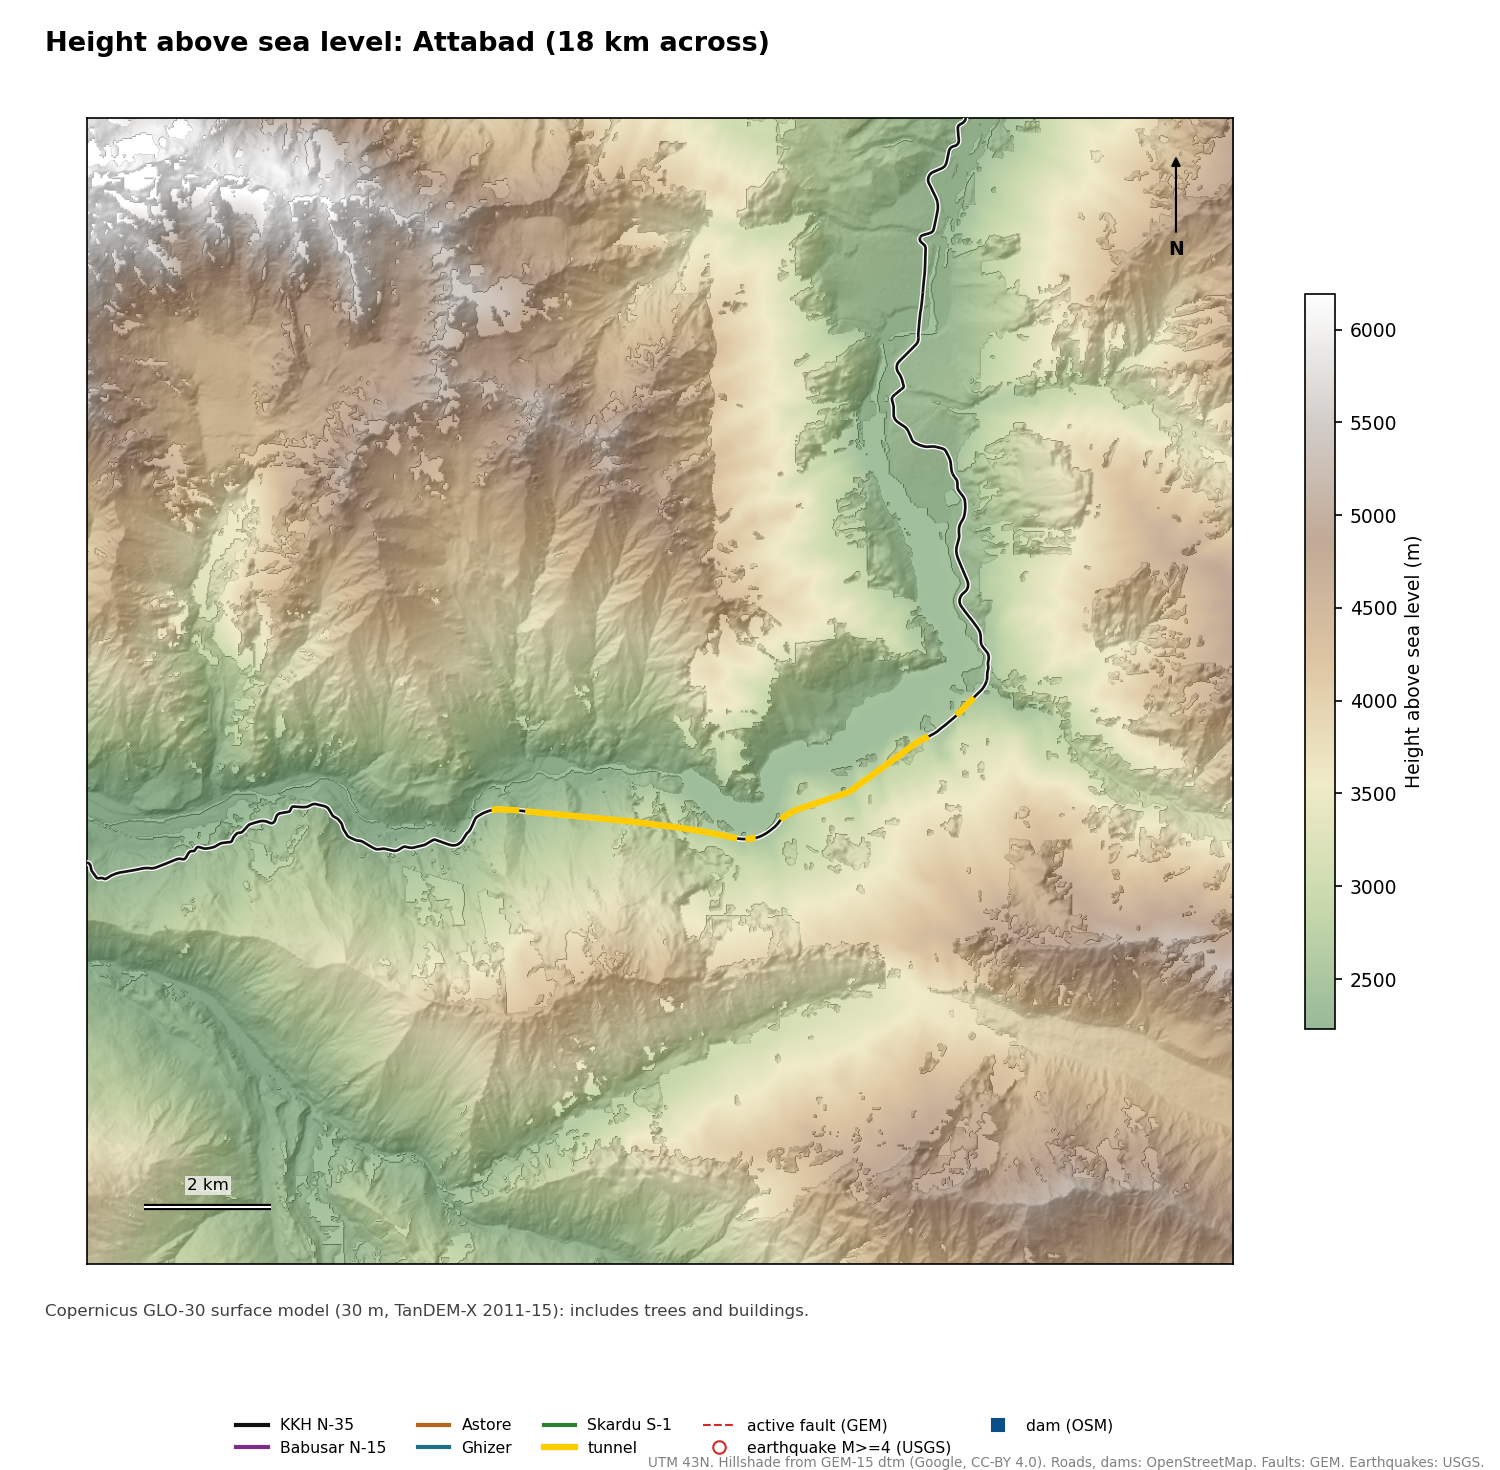 Height above sea level: Attabad (18 km across)
N
6000
5500
5000
4500
4000
3500
3000
2500
Height above sea level (m)
2 km
Copernicus GLO-30 surface model (30 m, TanDEM-X 2011-15): includes trees and buildings.
KKH N-35
Babusar N-15
Astore
Ghizer
Skardu S-1
tunnel
active fault (GEM)
earthquake M>=4 (USGS)
dam (OSM)
UTM 43N. Hillshade from GEM-15 dtm (Google, CC-BY 4.0). Roads, dams: OpenStreetMap. Faults: GEM. Earthquakes: USGS.